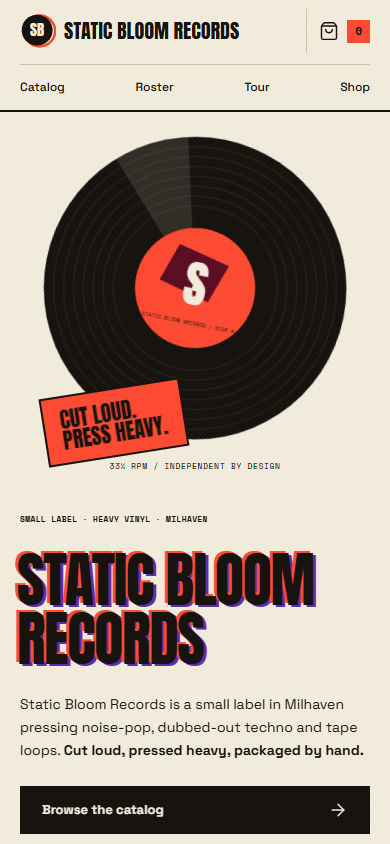 SB STATIC BLOOM RECORDS 0
Catalog Roster Tour Shop
S
STATIC BLOOM RECORDS / SIDE A
CUT LOUD.
PRESS HEAVY.
33⅓ RPM / INDEPENDENT BY DESIGN
SMALL LABEL · HEAVY VINYL · MILHAVEN
STATIC BLOOM
RECORDS
Static Bloom Records is a small label in Milhaven
pressing noise-pop, dubbed-out techno and tape
loops. Cut loud, pressed heavy, packaged by hand.
Browse the catalog